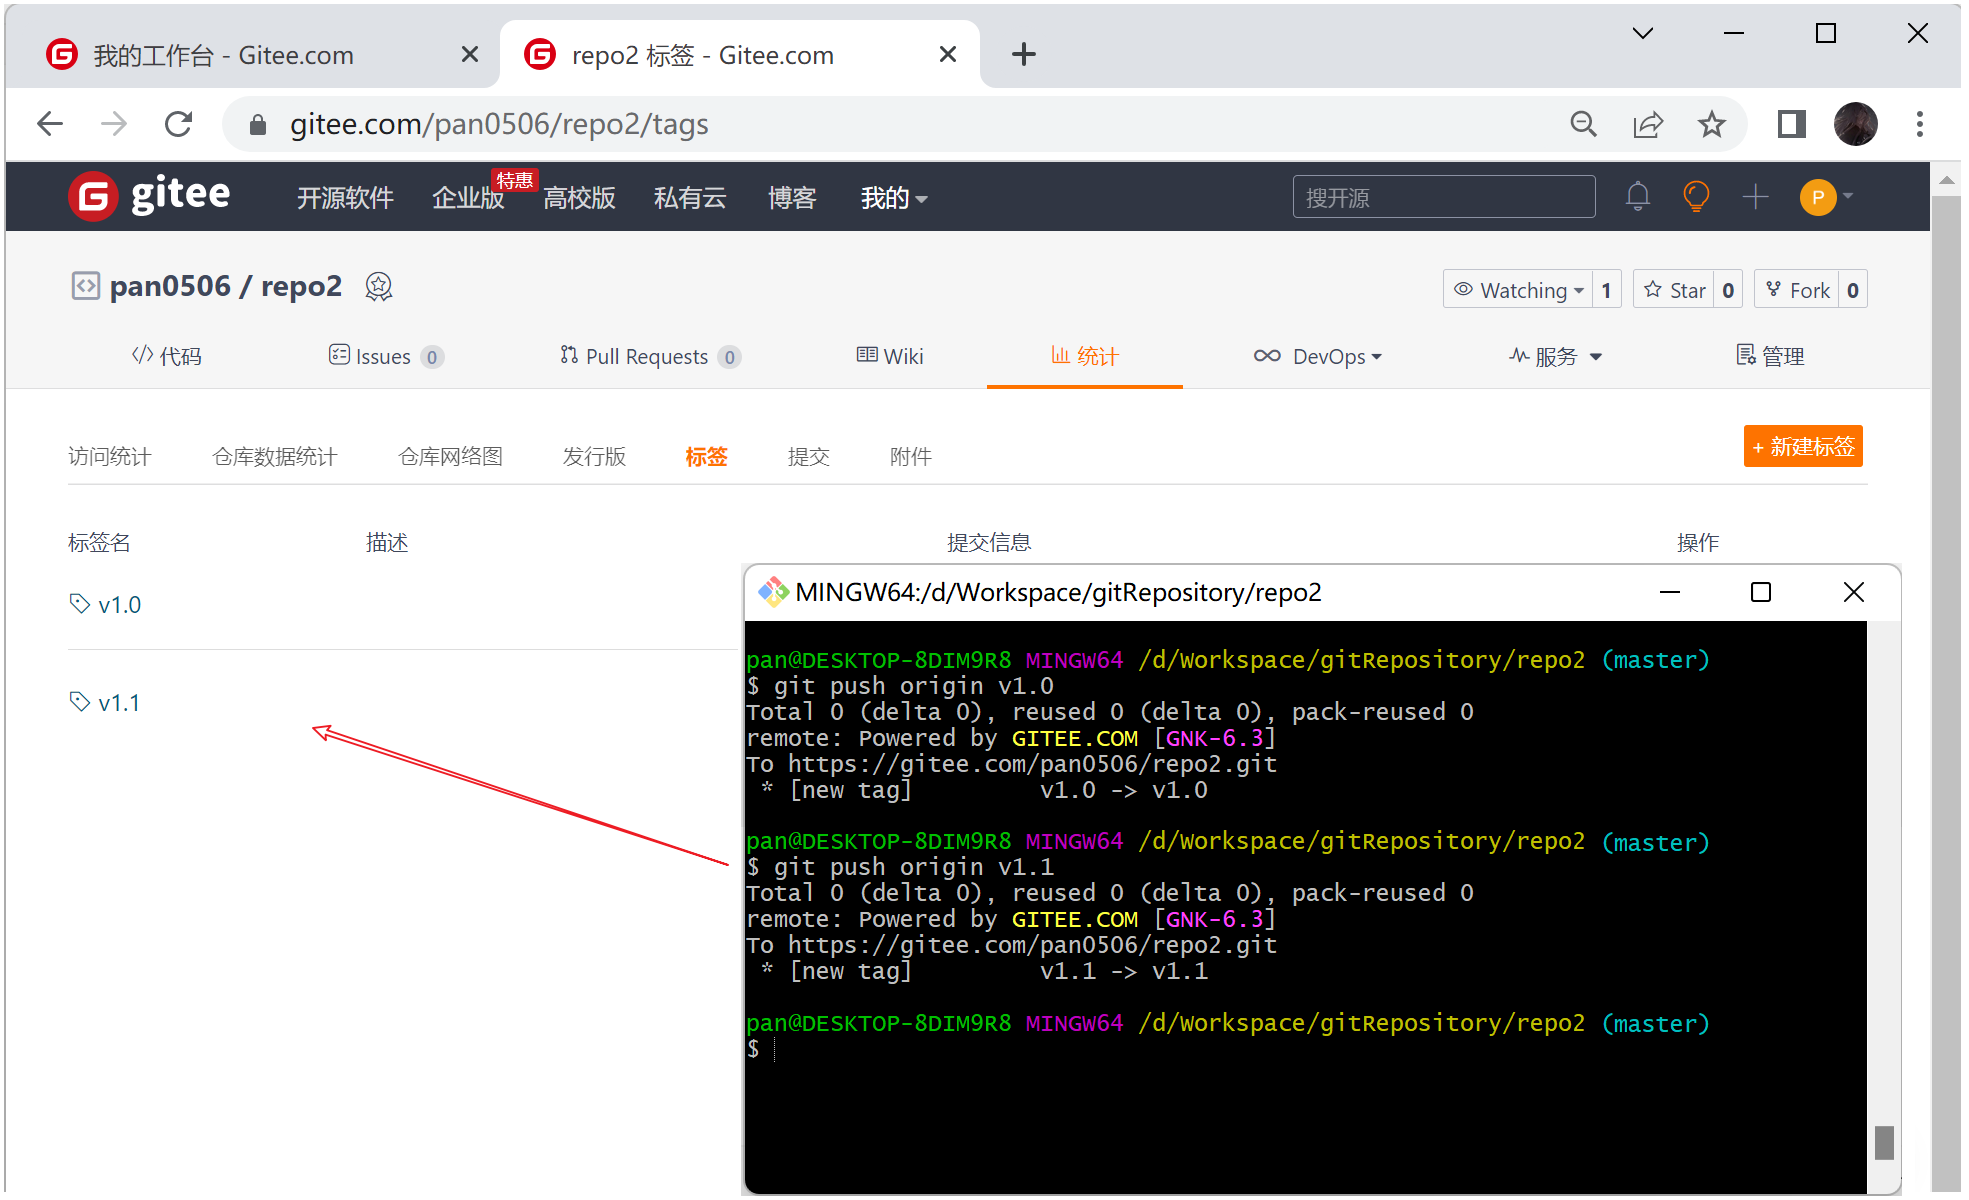 我的工作台 - Gitee.com
repo2 标签 - Gitee.com
gitee.com/pan0506/repo2/tags
gitee
开源软件
企业版
特惠
高校版
私有云
博客
我的
搜开源
P
pan0506 / repo2
Watching 1
Star 0
Fork 0
代码
Issues 0
Pull Requests 0
Wiki
统计
DevOps
服务
管理
访问统计
仓库数据统计
仓库网络图
发行版
标签
提交
附件
+ 新建标签
标签名
描述
提交信息
操作
v1.0
v1.1
MINGW64:/d/Workspace/gitRepository/repo2
pan@DESKTOP-8DIM9R8 MINGW64 /d/Workspace/gitRepository/repo2 (master)
$ git push origin v1.0
Total 0 (delta 0), reused 0 (delta 0), pack-reused 0
remote: Powered by GITEE.COM [GNK-6.3]
To https://gitee.com/pan0506/repo2.git
 * [new tag]         v1.0 -> v1.0
pan@DESKTOP-8DIM9R8 MINGW64 /d/Workspace/gitRepository/repo2 (master)
$ git push origin v1.1
Total 0 (delta 0), reused 0 (delta 0), pack-reused 0
remote: Powered by GITEE.COM [GNK-6.3]
To https://gitee.com/pan0506/repo2.git
 * [new tag]         v1.1 -> v1.1
pan@DESKTOP-8DIM9R8 MINGW64 /d/Workspace/gitRepository/repo2 (master)
$